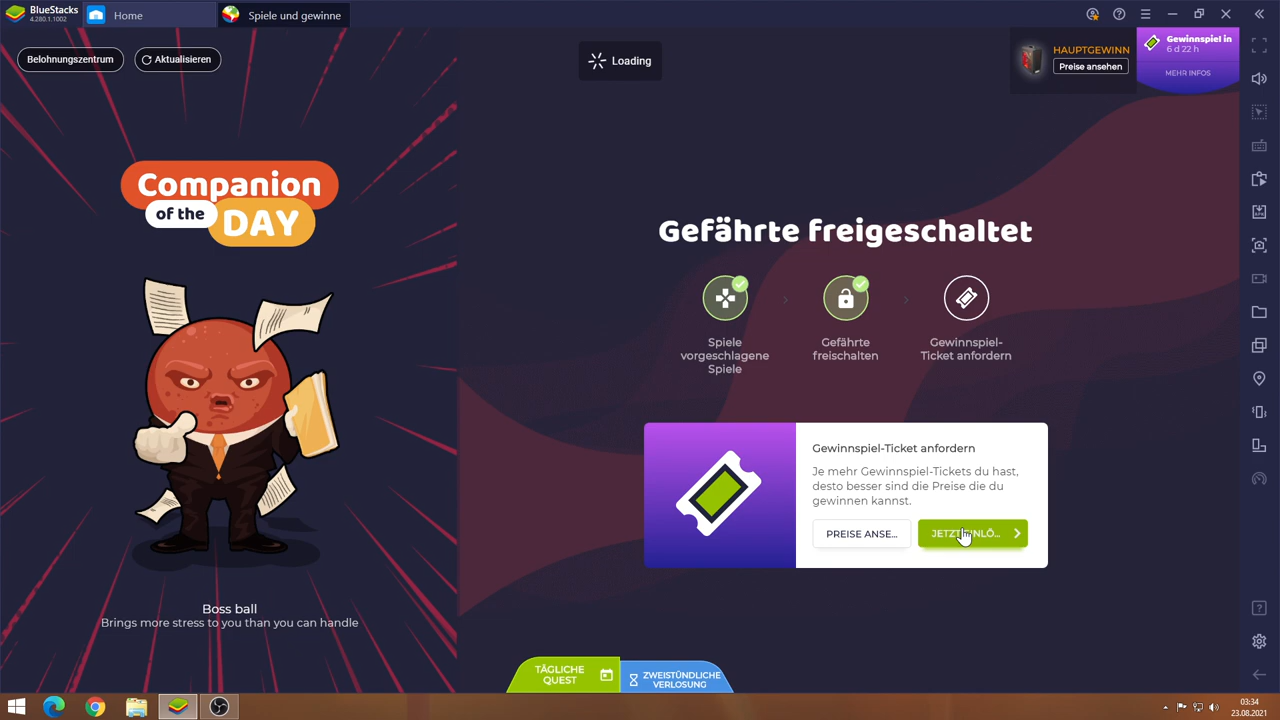 BlueStacks
4.280.1.1002
Home
Spiele und gewinne
Belohnungszentrum
Aktualisieren
Loading
HAUPTGEWINN
Preise ansehen
Gewinnspiel in
6 d 22 h
MEHR INFOS
Companion
of the
DAY
Gefährte freigeschaltet
Spiele
vorgeschlagene
Spiele
Gefährte
freischalten
Gewinnspiel-
Ticket anfordern
Gewinnspiel-Ticket anfordern
Je mehr Gewinnspiel-Tickets du hast,
desto besser sind die Preise die du
gewinnen kannst.
PREISE ANSE...
JETZT EINLÖ...
Boss ball
Brings more stress to you than you can handle
TÄGLICHE
QUEST
ZWEISTÜNDLICHE
VERLOSUNG
03:34
23.08.2021